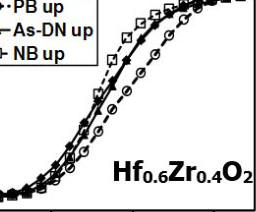 PB up
As-DN up
NB up
Hf₀.₆Zr₀.₄O₂